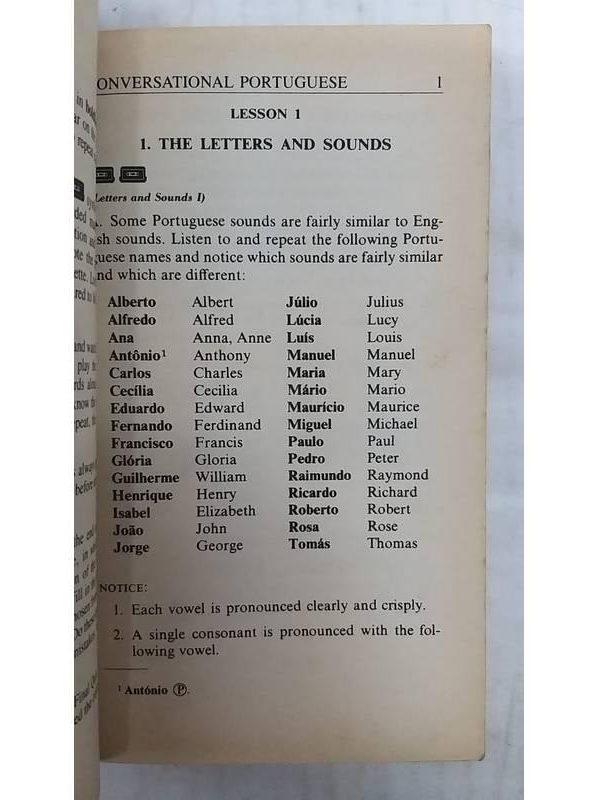 ONVERSATIONAL PORTUGUESE 1
LESSON 1
1. THE LETTERS AND SOUNDS
Letters and Sounds I)
Some Portuguese sounds are fairly similar to Eng-
sh sounds. Listen to and repeat the following Portu-
uese names and notice which sounds are fairly similar
nd which are different:
Alberto Albert Júlio Julius
Alfredo Alfred Lúcia Lucy
Ana Anna, Anne Luís Louis
Antônio¹ Anthony Manuel Manuel
Carlos Charles Maria Mary
Cecília Cecilia Mário Mario
Eduardo Edward Maurício Maurice
Fernando Ferdinand Miguel Michael
Francisco Francis Paulo Paul
Glória Gloria Pedro Peter
Guilherme William Raimundo Raymond
Henrique Henry Ricardo Richard
Isabel Elizabeth Roberto Robert
João John Rosa Rose
Jorge George Tomás Thomas
NOTICE:
1. Each vowel is pronounced clearly and crisply.
2. A single consonant is pronounced with the fol-
lowing vowel.
¹ António Ⓟ.